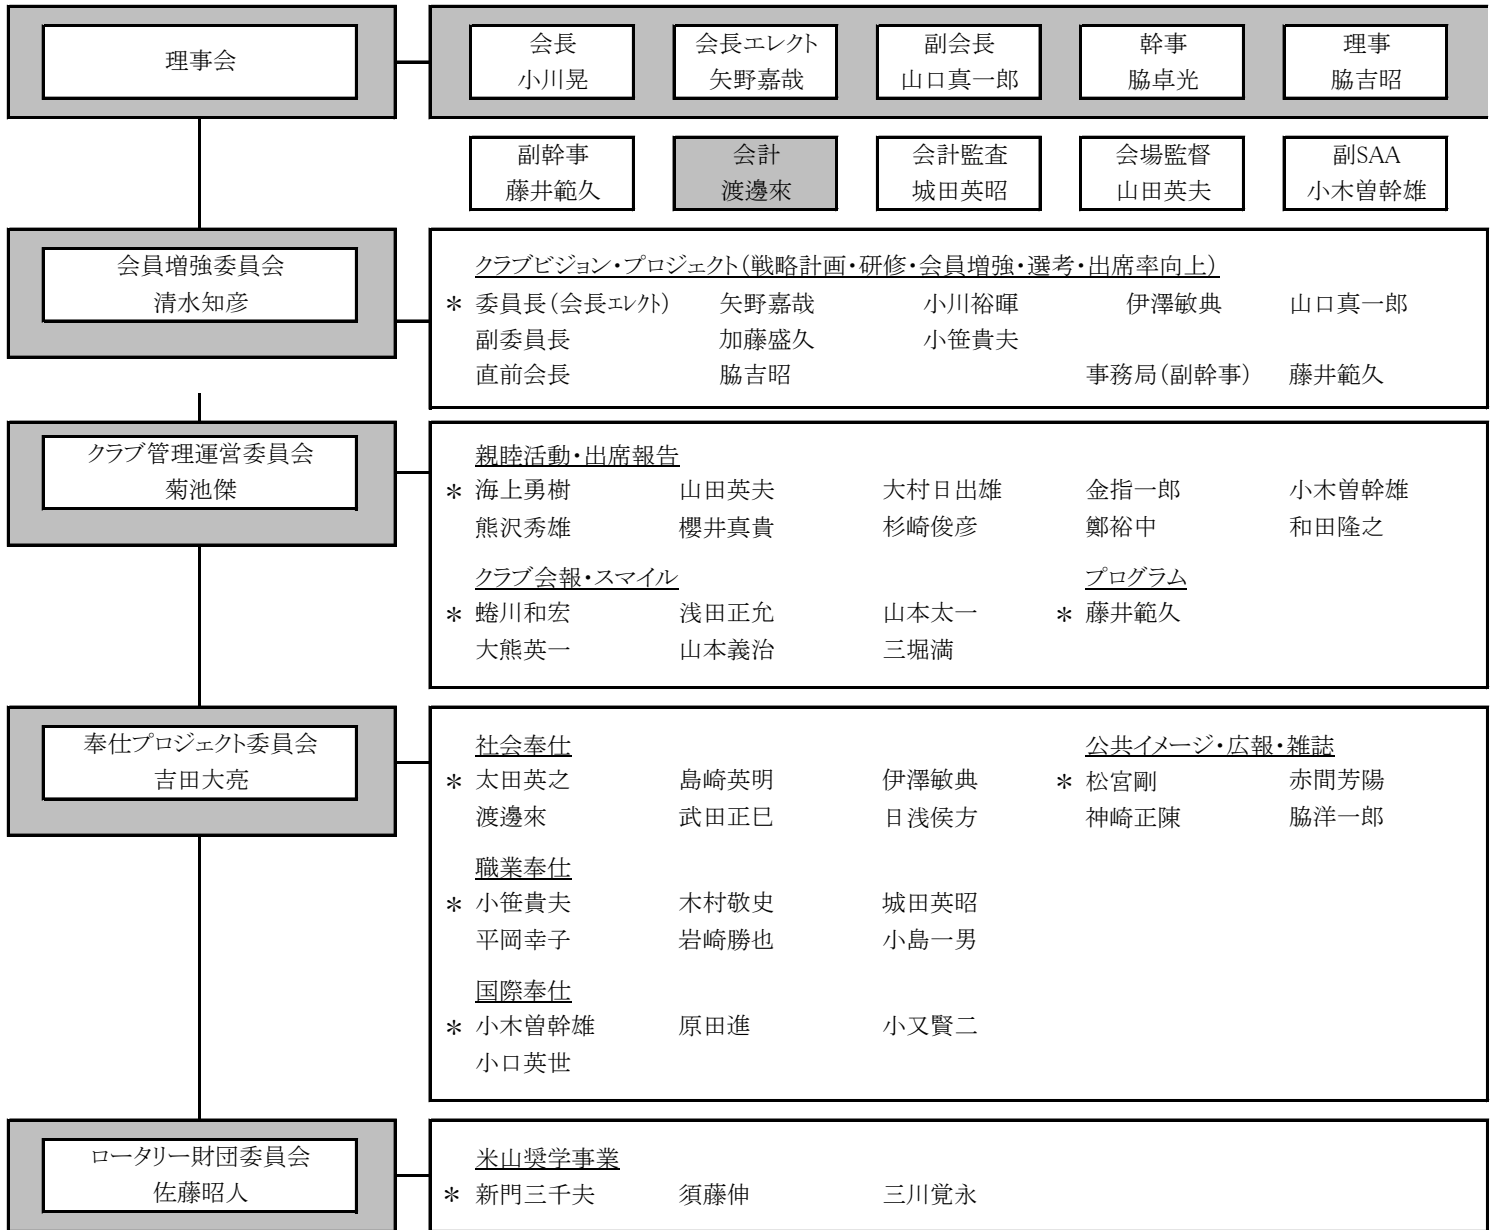 理事会
会長 会長エレクト 副会長 幹事 理事
小川晃 矢野嘉哉 山口真一郎 脇卓光 脇吉昭
副幹事 会計 会計監査 会場監督 副SAA
藤井範久 渡邊來 城田英昭 山田英夫 小木曽幹雄
会員増強委員会
清水知彦
クラブビジョン・プロジェクト(戦略計画・研修・会員増強・選考・出席率向上)
* 委員長(会長エレクト) 矢野嘉哉 小川裕暉 伊澤敏典 山口真一郎
副委員長 加藤盛久 小笹貴夫
直前会長 脇吉昭 事務局(副幹事) 藤井範久
クラブ管理運営委員会
菊池傑
親睦活動・出席報告
* 海上勇樹 山田英夫 大村日出雄 金指一郎 小木曽幹雄
熊沢秀雄 櫻井真貴 杉崎俊彦 鄭裕中 和田隆之
クラブ会報・スマイル プログラム
* 蜷川和宏 浅田正允 山本太一 * 藤井範久
大熊英一 山本義治 三堀満
奉仕プロジェクト委員会
吉田大亮
社会奉仕 公共イメージ・広報・雑誌
* 太田英之 島崎英明 伊澤敏典 * 松宮剛 赤間芳陽
渡邊來 武田正巳 日浅侯方 神崎正陳 脇洋一郎
職業奉仕
* 小笹貴夫 木村敬史 城田英昭
平岡幸子 岩崎勝也 小島一男
国際奉仕
* 小木曽幹雄 原田進 小又賢二
小口英世
ロータリー財団委員会
佐藤昭人
米山奨学事業
* 新門三千夫 須藤伸 三川覚永